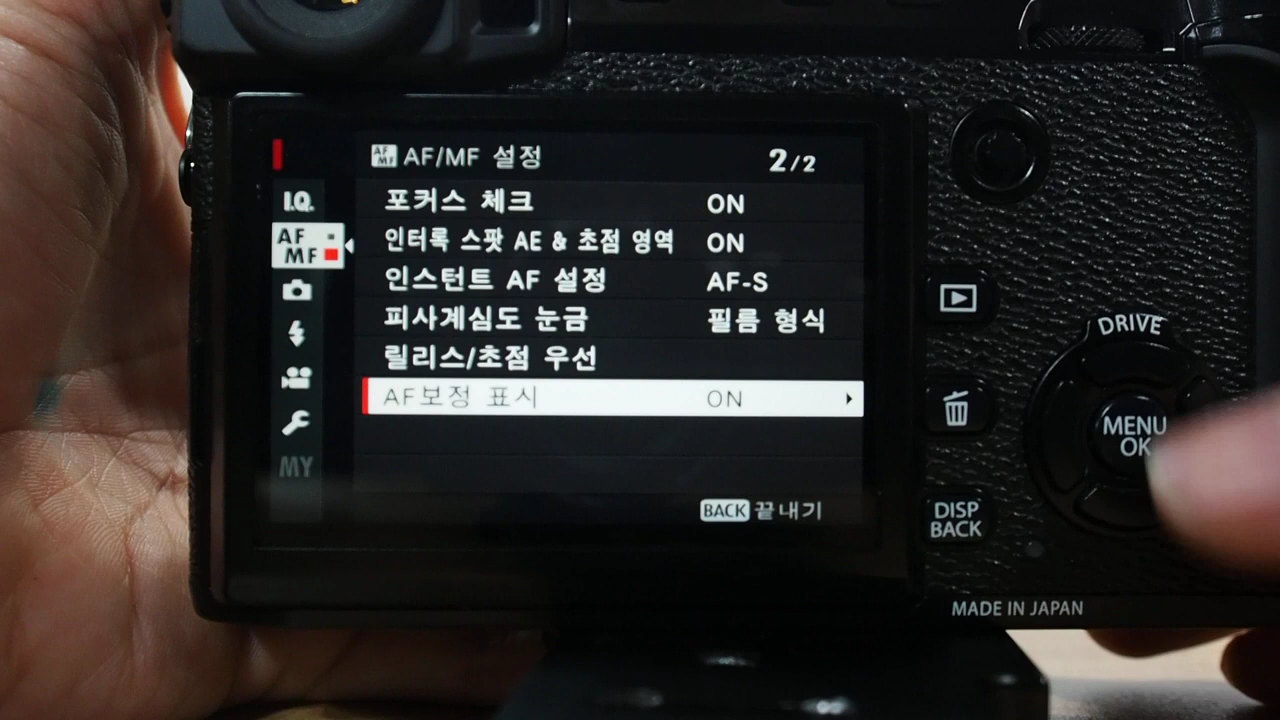 AF MF AF/MF 설정 2/2
I.Q.
포커스 체크 ON
AF MF
인터록 스팟 AE & 초점 영역 ON
인스턴트 AF 설정 AF-S
피사계심도 눈금 필름 형식
릴리스/초점 우선
AF보정 표시 ON
MY
BACK 끝내기
DRIVE
MENU
OK
DISP
BACK
MADE IN JAPAN